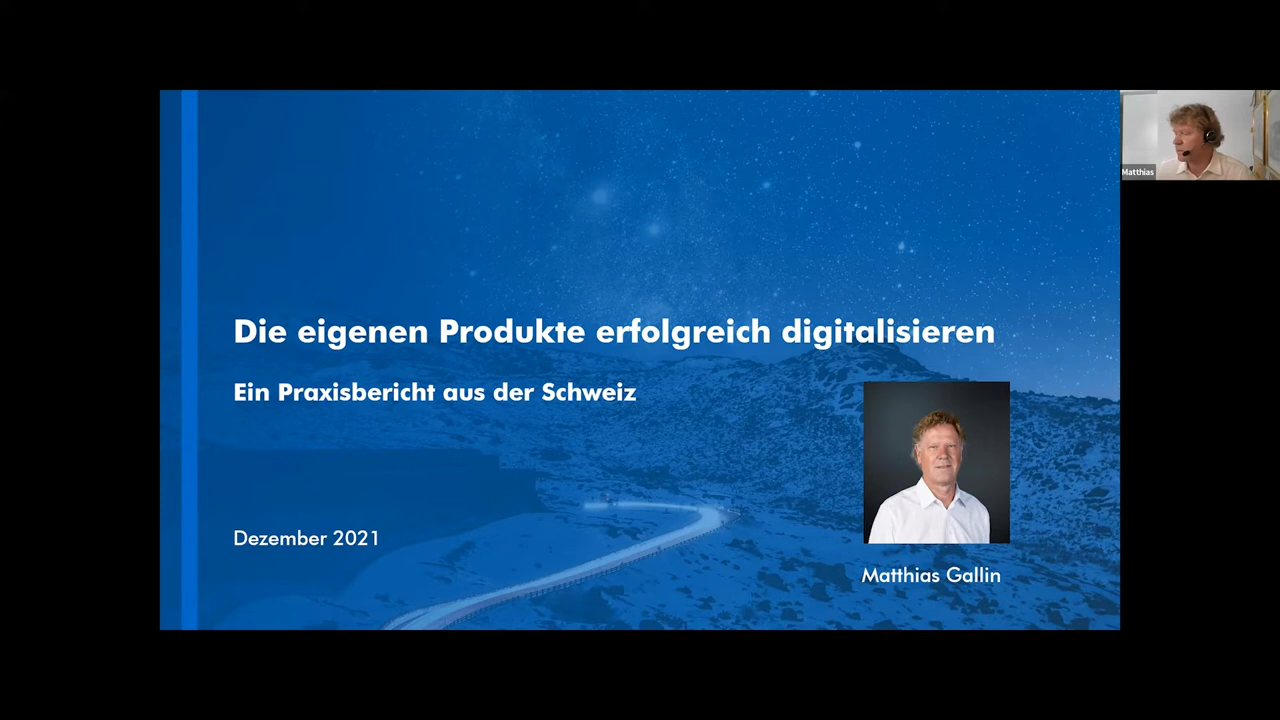 Die eigenen Produkte erfolgreich digitalisieren
Ein Praxisbericht aus der Schweiz
Dezember 2021
Matthias Gallin
Matthias